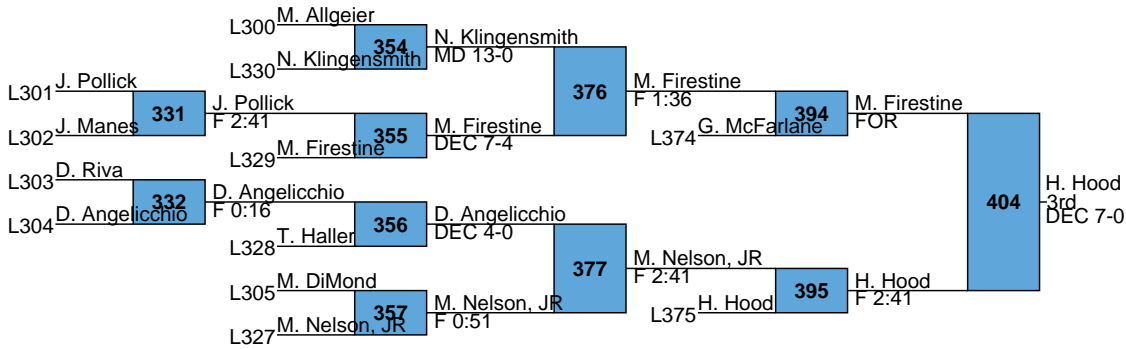 L300 M. Allgeier
354
N. Klingensmith
MD 13-0
L330 N. Klingensmith
376
M. Firestine
F 1:36
L301 J. Pollick
331
J. Pollick
F 2:41
L302 J. Manes
355
M. Firestine
DEC 7-4
L329 M. Firestine
L374 G. McFarlane
394
M. Firestine
FOR
L303 D. Riva
332
D. Angelicchio
F 0:16
L304 D. Angelicchio
356
D. Angelicchio
DEC 4-0
L328 T. Haller
404
H. Hood
3rd
DEC 7-0
377
M. Nelson, JR
F 2:41
L305 M. DiMond
357
M. Nelson, JR
F 0:51
L327 M. Nelson, JR
L375 H. Hood
395
H. Hood
F 2:41